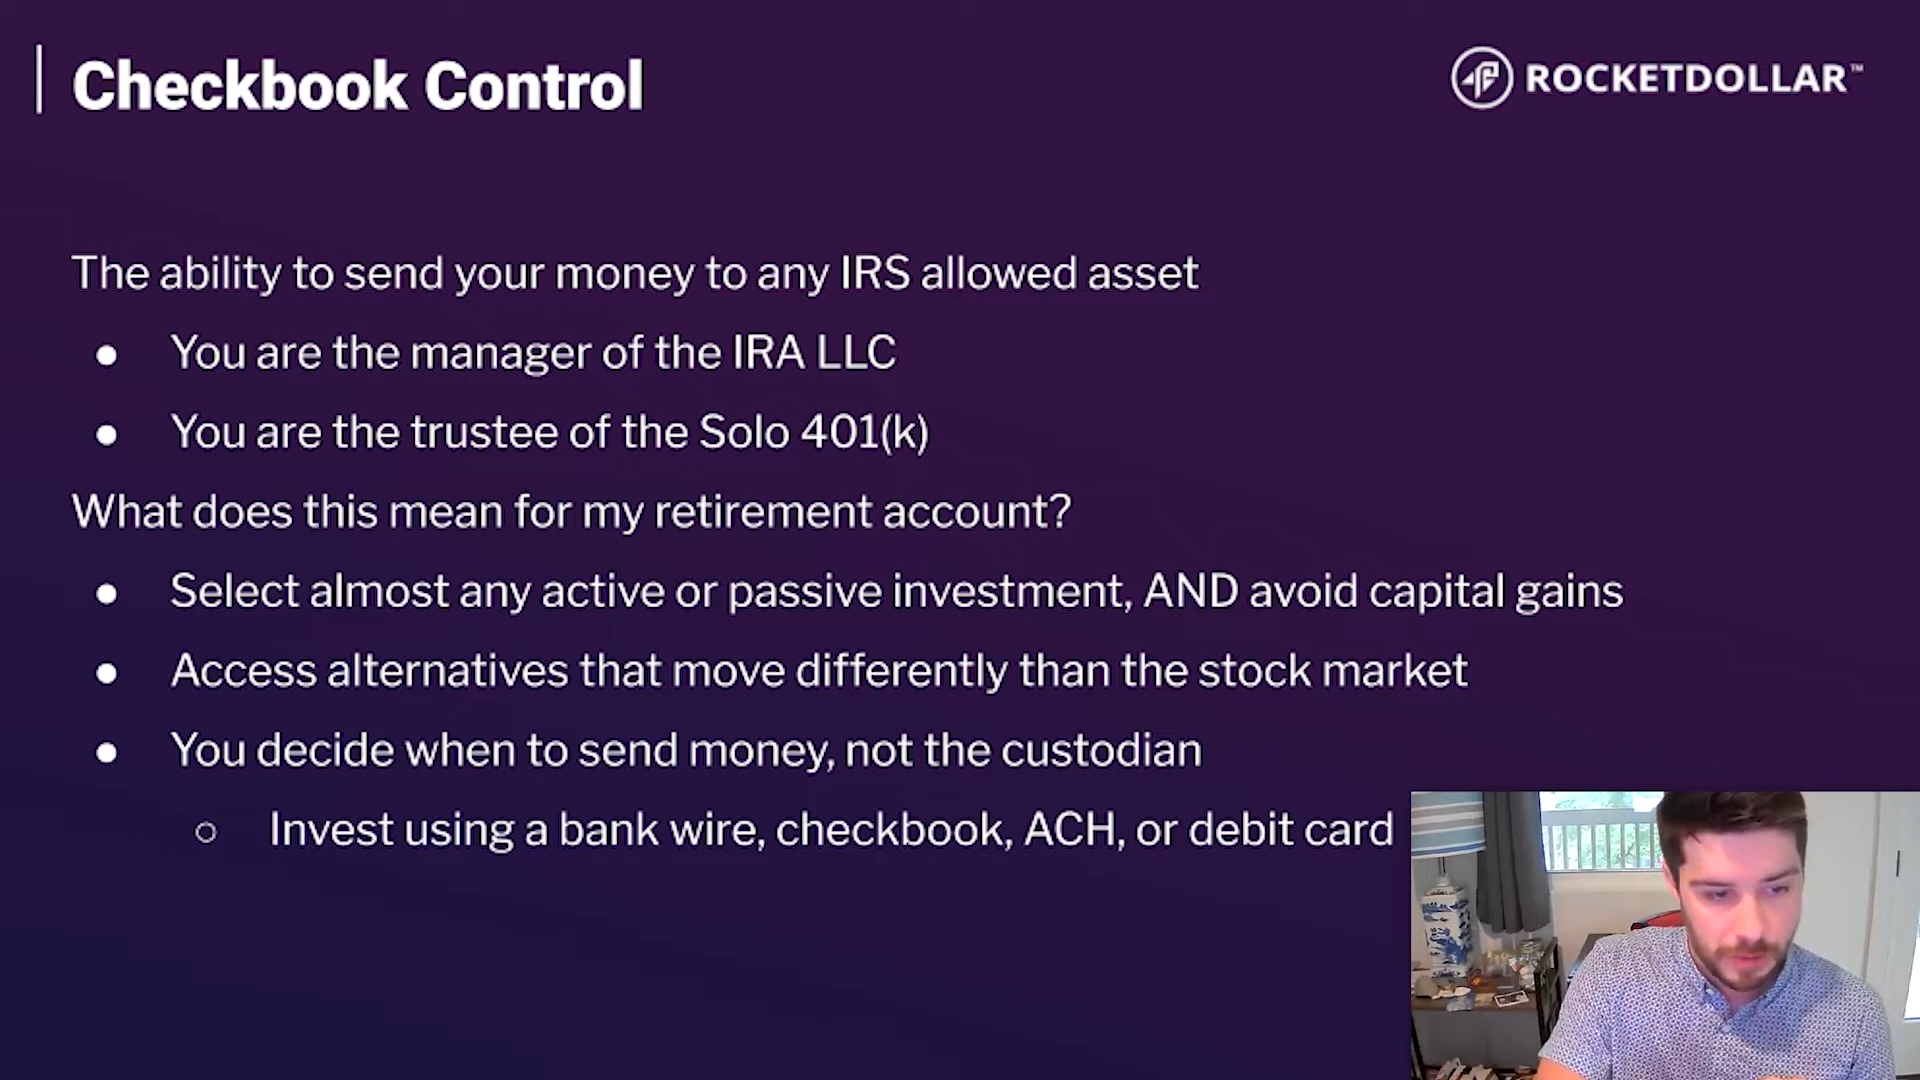 Checkbook Control
ROCKETDOLLAR™
The ability to send your money to any IRS allowed asset
● You are the manager of the IRA LLC
● You are the trustee of the Solo 401(k)
What does this mean for my retirement account?
● Select almost any active or passive investment, AND avoid capital gains
● Access alternatives that move differently than the stock market
● You decide when to send money, not the custodian
○ Invest using a bank wire, checkbook, ACH, or debit card